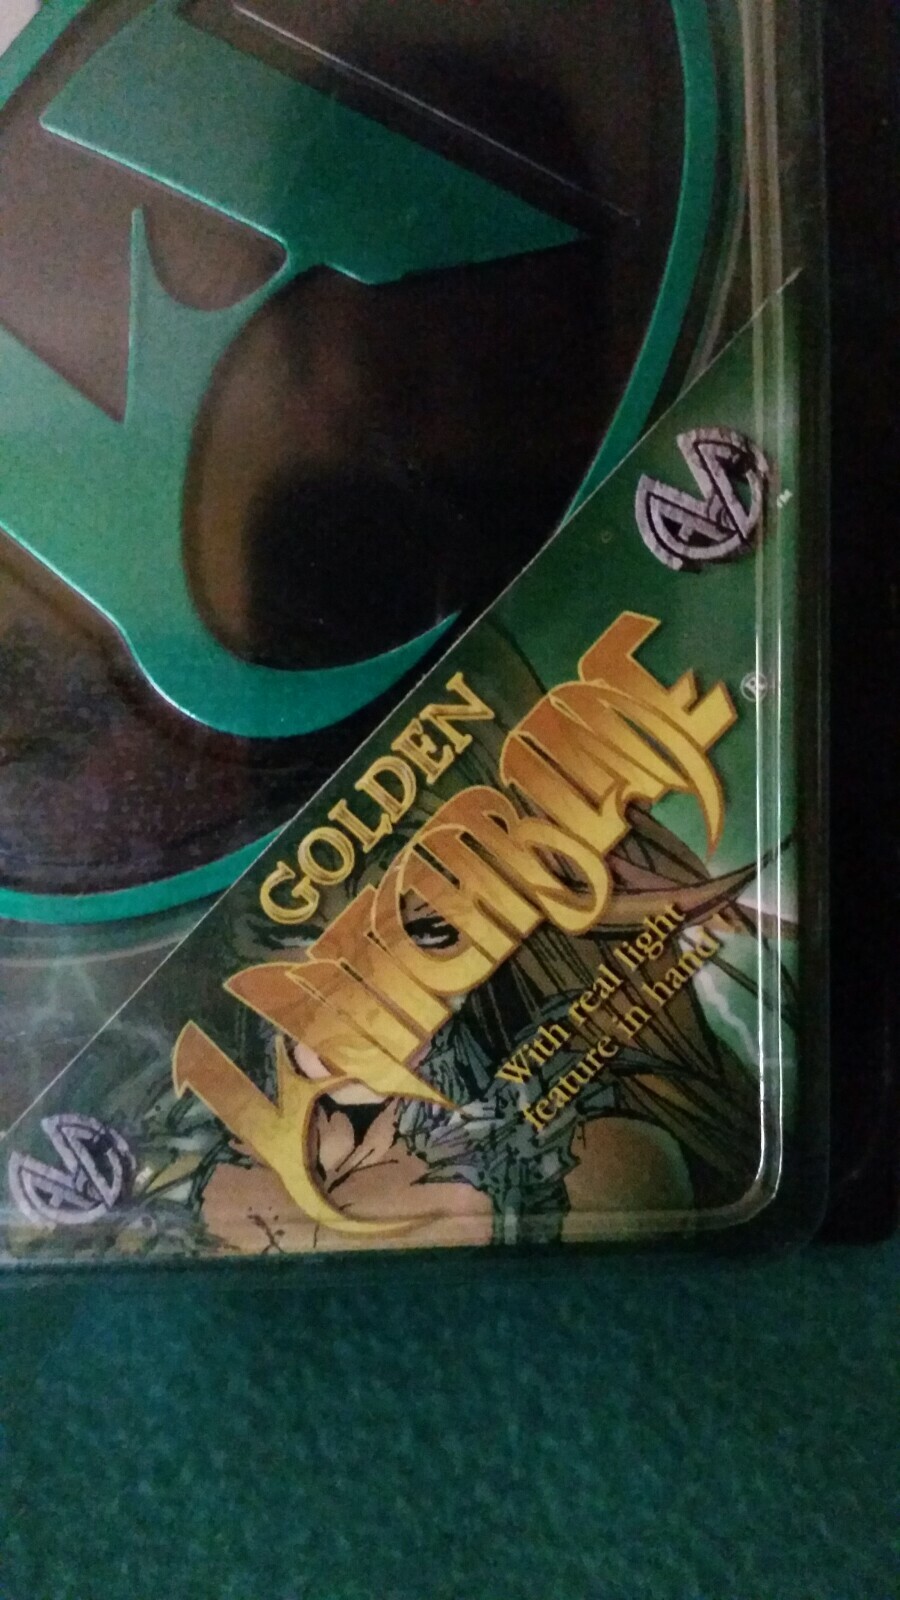 GOLDEN
WITCHBLADE®
With real light
feature in hand!